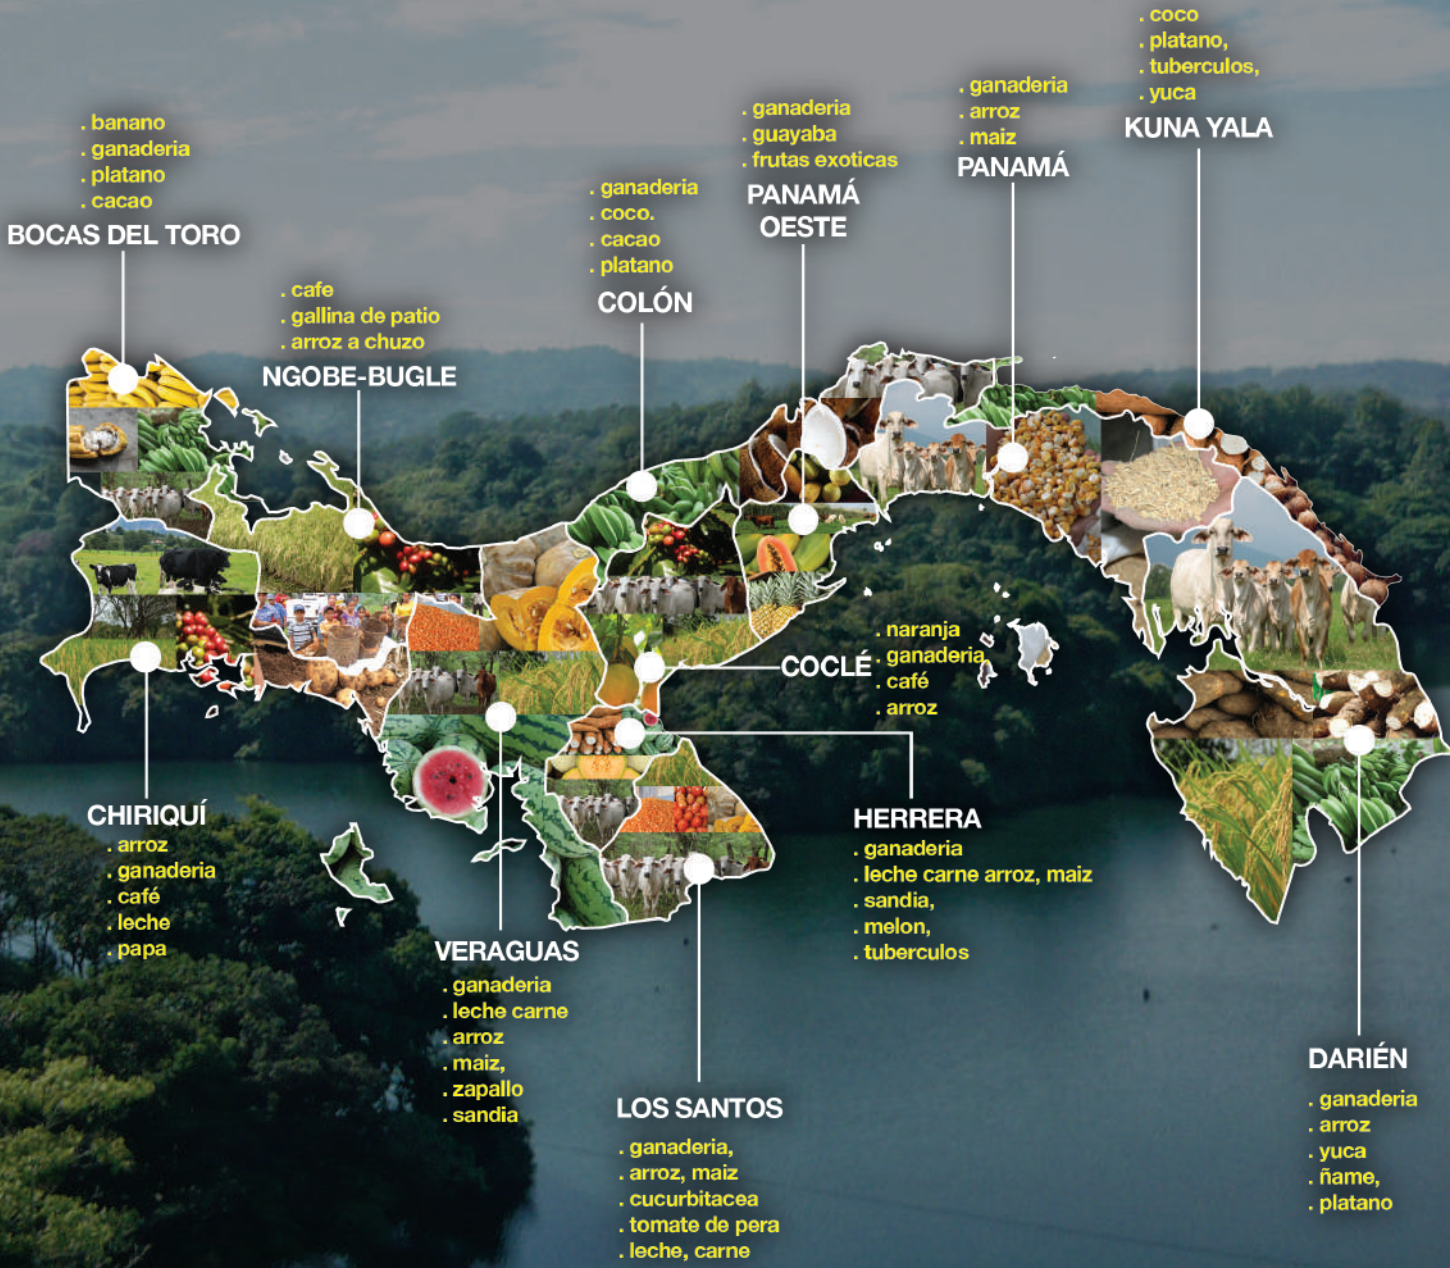 . coco
. platano,
. tuberculos,
. yuca
KUNA YALA
. ganaderia
. arroz
. maiz
PANAMÁ
. ganaderia
. guayaba
. frutas exoticas
PANAMÁ
OESTE
. banano
. ganaderia
. platano
. cacao
BOCAS DEL TORO
. ganaderia
. coco.
. cacao
. platano
COLÓN
. cafe
. gallina de patio
. arroz a chuzo
NGOBE-BUGLE
COCLÉ
. naranja
. ganaderia,
. café
. arroz
CHIRIQUÍ
. arroz
. ganaderia
. café
. leche
. papa
HERRERA
. ganaderia
. leche carne arroz, maiz
. sandia,
. melon,
. tuberculos
VERAGUAS
. ganaderia
. leche carne
. arroz
. maiz,
. zapallo
. sandia
LOS SANTOS
. ganaderia,
. arroz, maiz
. cucurbitacea
. tomate de pera
. leche, carne
DARIÉN
. ganaderia
. arroz
. yuca
. ñame,
. platano